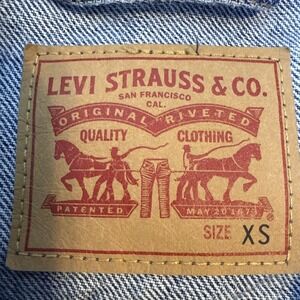 LEVI STRAUSS & CO.
SAN FRANCISCO
CAL.
ORIGINAL RIVETED
QUALITY CLOTHING
PATENTED MAY 20 1873
®
SIZE XS